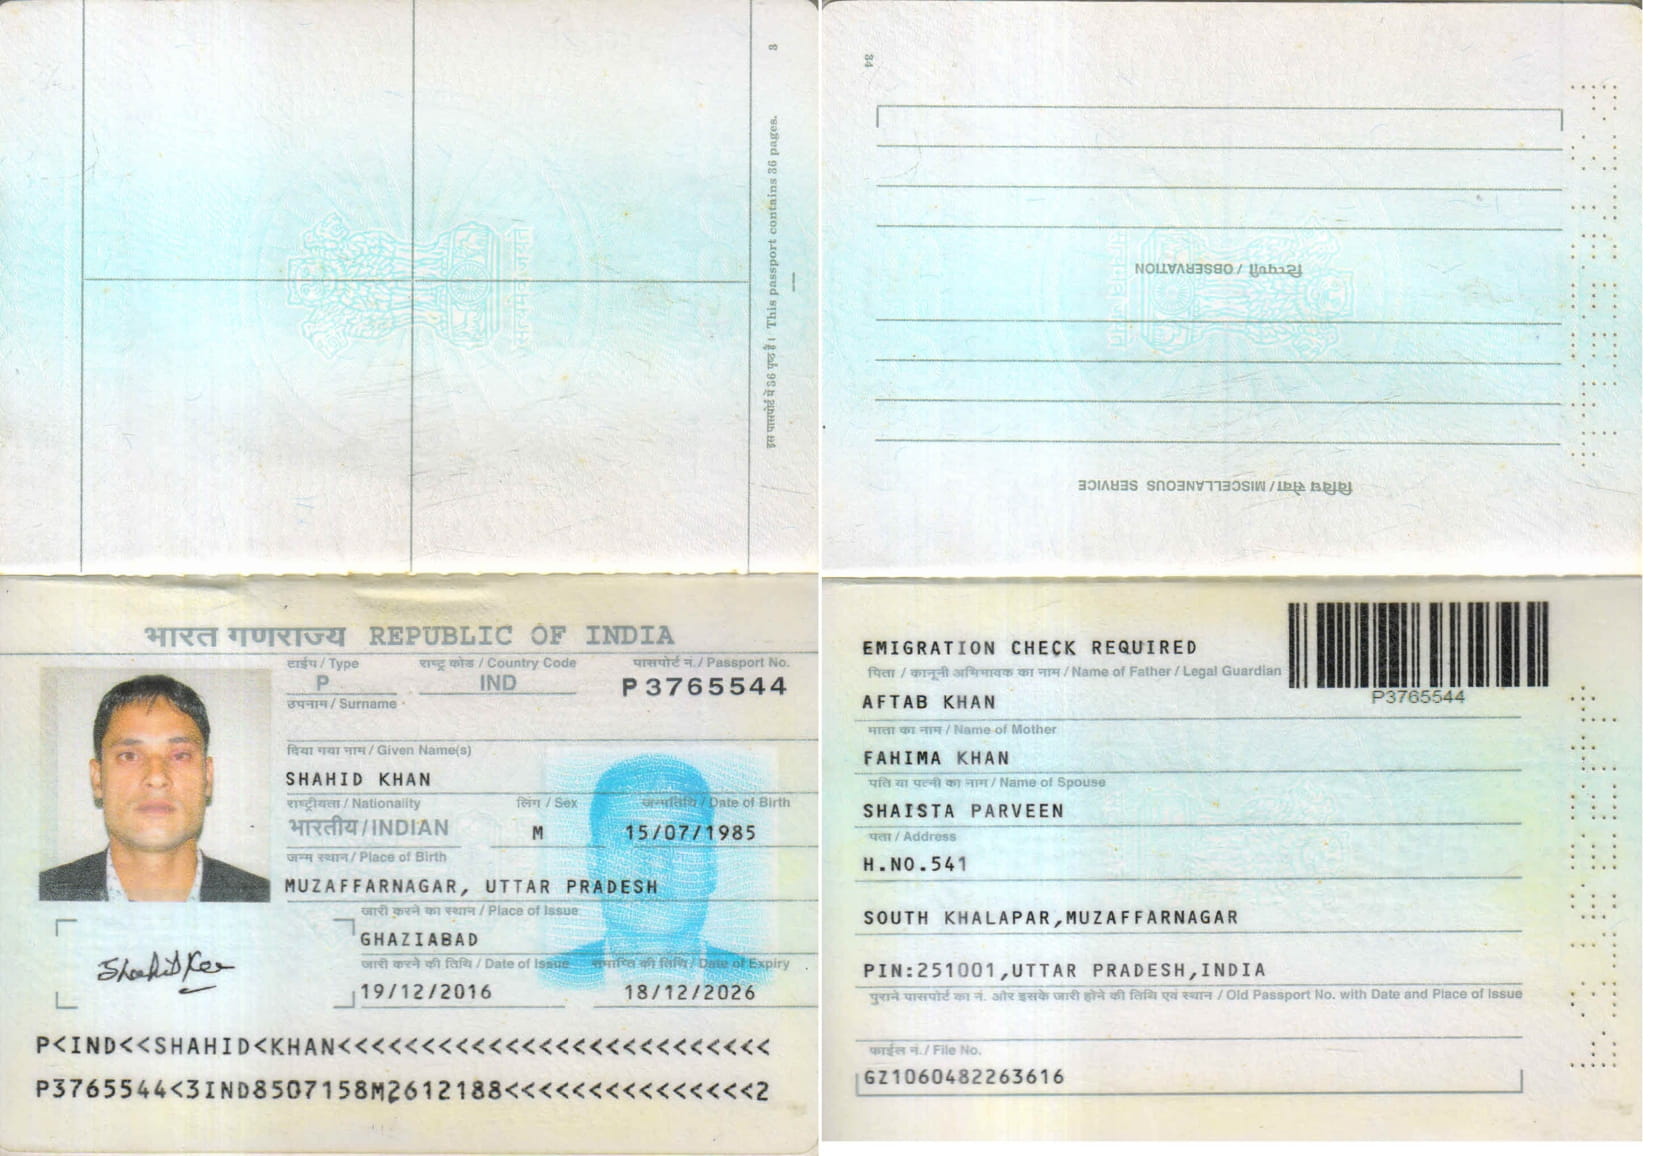 3
इस पासपोर्ट में 36 पृष्ठ हैं। This passport contains 36 pages.
भारत गणराज्य REPUBLIC OF INDIA
टाईप / Type
राष्ट्र कोड / Country Code
पासपोर्ट नं. / Passport No.
P
IND
P3765544
उपनाम / Surname
दिया गया नाम / Given Name(s)
SHAHID KHAN
राष्ट्रीयता / Nationality
लिंग / Sex
जन्मतिथि / Date of Birth
भारतीय/INDIAN
M
15/07/1985
जन्म स्थान / Place of Birth
MUZAFFARNAGAR, UTTAR PRADESH
जारी करने का स्थान / Place of Issue
GHAZIABAD
जारी करने की तिथि / Date of Issue
समाप्ति की तिथि / Date of Expiry
19/12/2016
18/12/2026
P<IND<<SHAHID<KHAN<<<<<<<<<<<<<<<<<<<<<<<<<<
P3765544<3IND8507158M2612188<<<<<<<<<<<<<<<2
34
टिप्पणी / OBSERVATION
विविध सेवा / MISCELLANEOUS SERVICE
EMIGRATION CHECK REQUIRED
पिता / कानूनी अभिभावक का नाम / Name of Father / Legal Guardian
P3765544
AFTAB KHAN
माता का नाम / Name of Mother
FAHIMA KHAN
पति या पत्नी का नाम / Name of Spouse
SHAISTA PARVEEN
पता / Address
H.NO.541
SOUTH KHALAPAR,MUZAFFARNAGAR
PIN:251001,UTTAR PRADESH,INDIA
पुराने पासपोर्ट का नं. और इसके जारी होने की तिथि एवं स्थान / Old Passport No. with Date and Place of Issue
फाईल नं. / File No.
GZ1060482263616